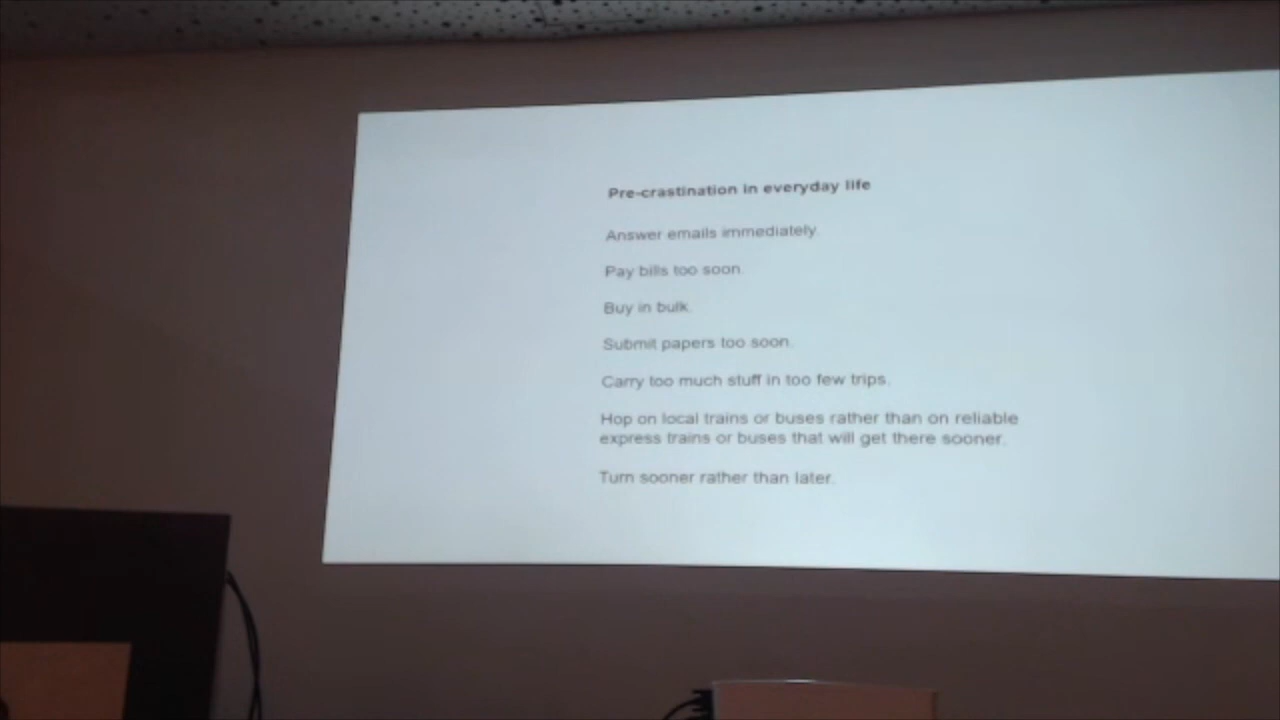 Pre-crastination in everyday life
Answer emails immediately.
Pay bills too soon.
Buy in bulk.
Submit papers too soon.
Carry too much stuff in too few trips.
Hop on local trains or buses rather than on reliable
express trains or buses that will get there sooner.
Turn sooner rather than later.